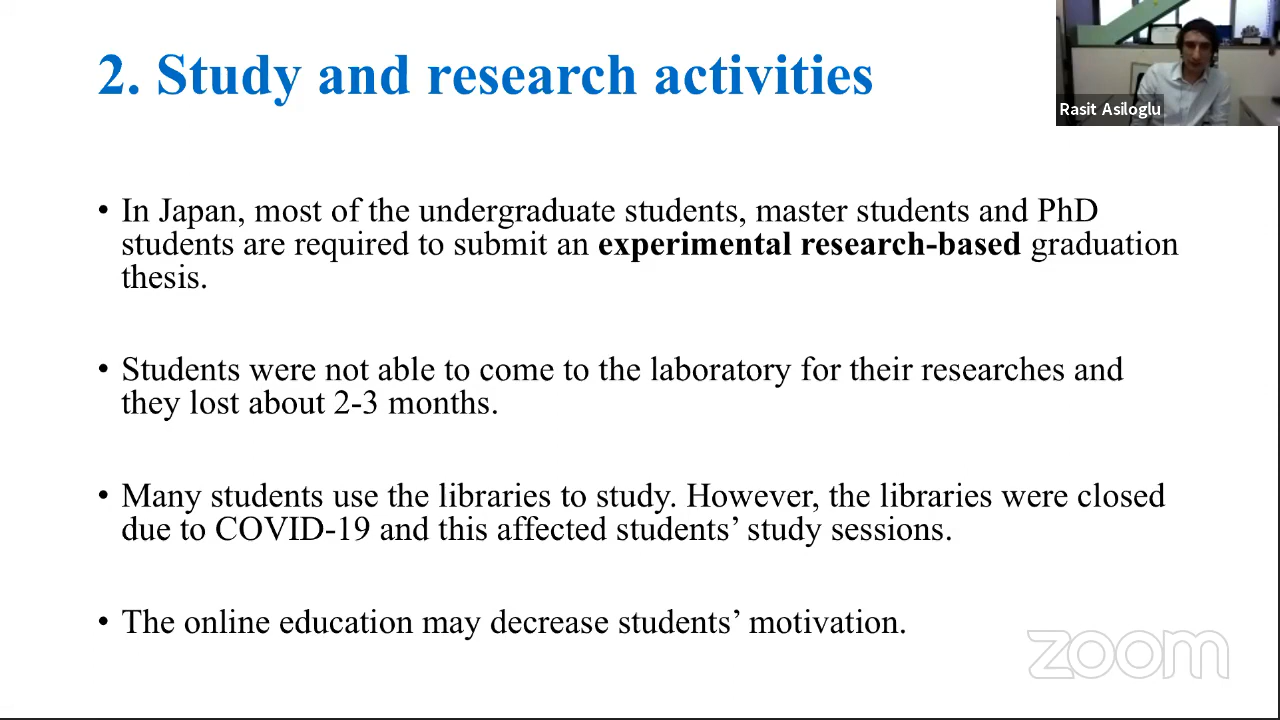 2. Study and research activities
Rasit Asiloglu
• In Japan, most of the undergraduate students, master students and PhD
students are required to submit an experimental research-based graduation
thesis.
• Students were not able to come to the laboratory for their researches and
they lost about 2-3 months.
• Many students use the libraries to study. However, the libraries were closed
due to COVID-19 and this affected students’ study sessions.
• The online education may decrease students’ motivation.
zoom